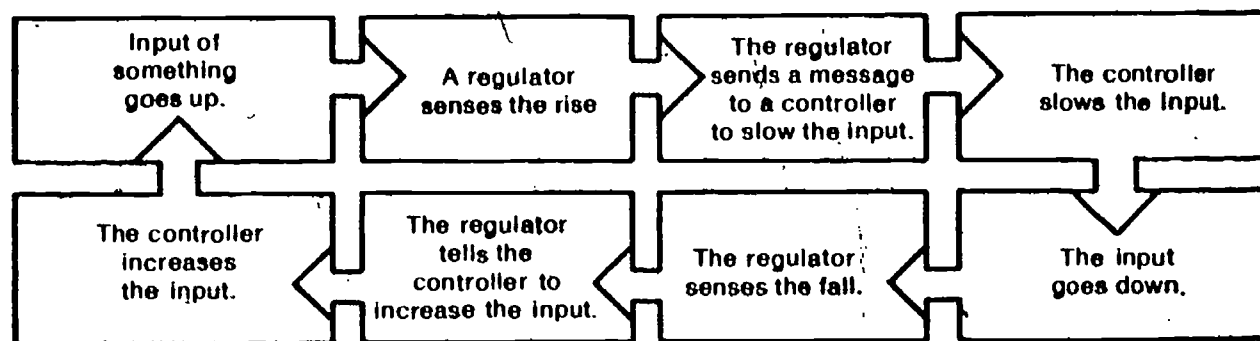 Input of
something
goes up.
A regulator
senses the rise
The regulator
sends a message
to a controller
to slow the input.
The controller
slows the Input.
The input
goes down.
The regulator
senses the fall.
The regulator
tells the
controller to
increase the input.
The controller
increases
the input.